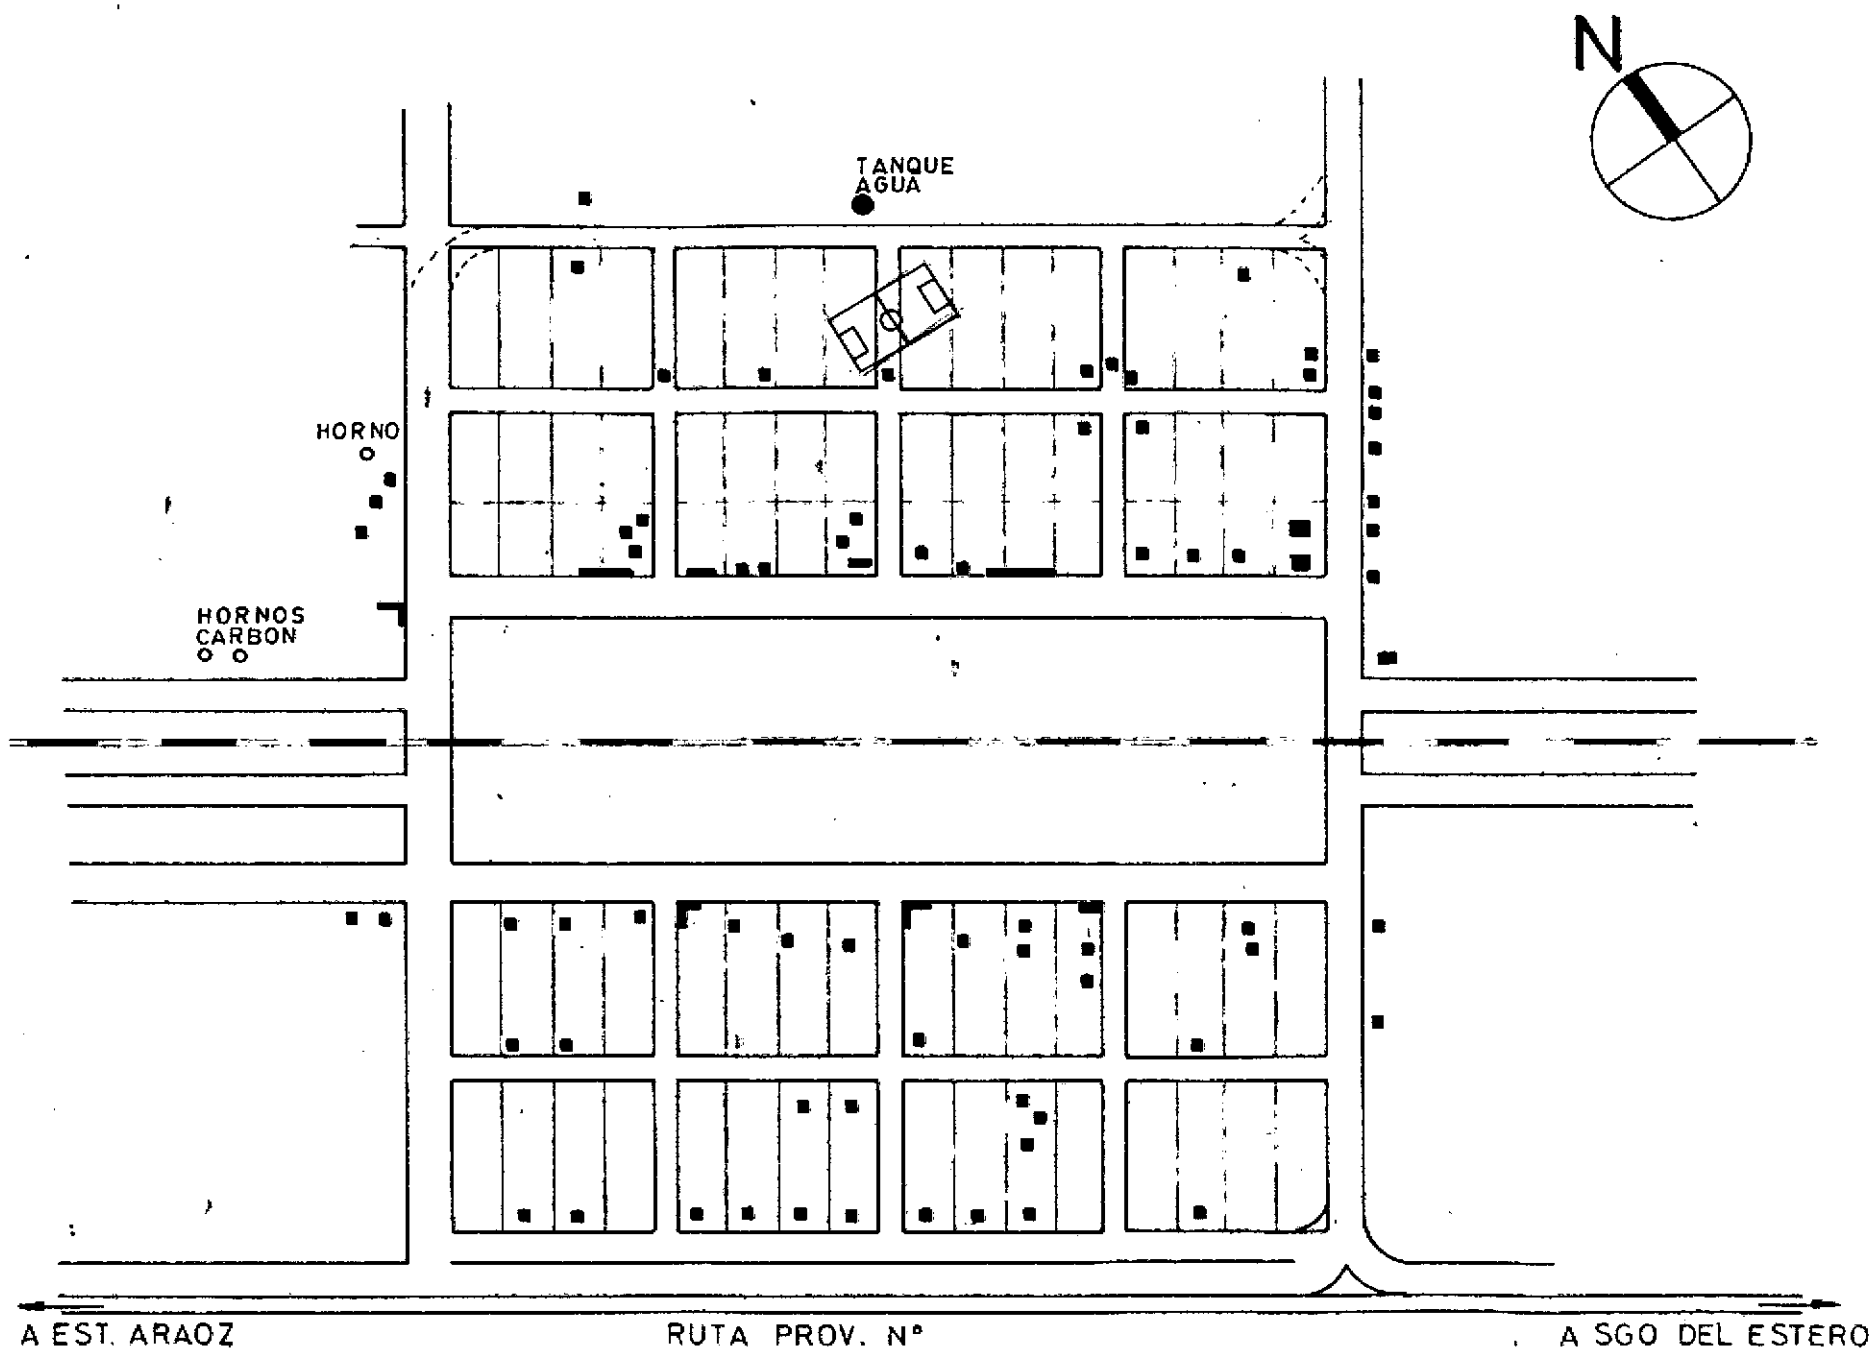 N
TANQUE
AGUA
HORNO
HORNOS
CARBON
A EST. ARAOZ
RUTA PROV. Nº
A SGO DEL ESTERO